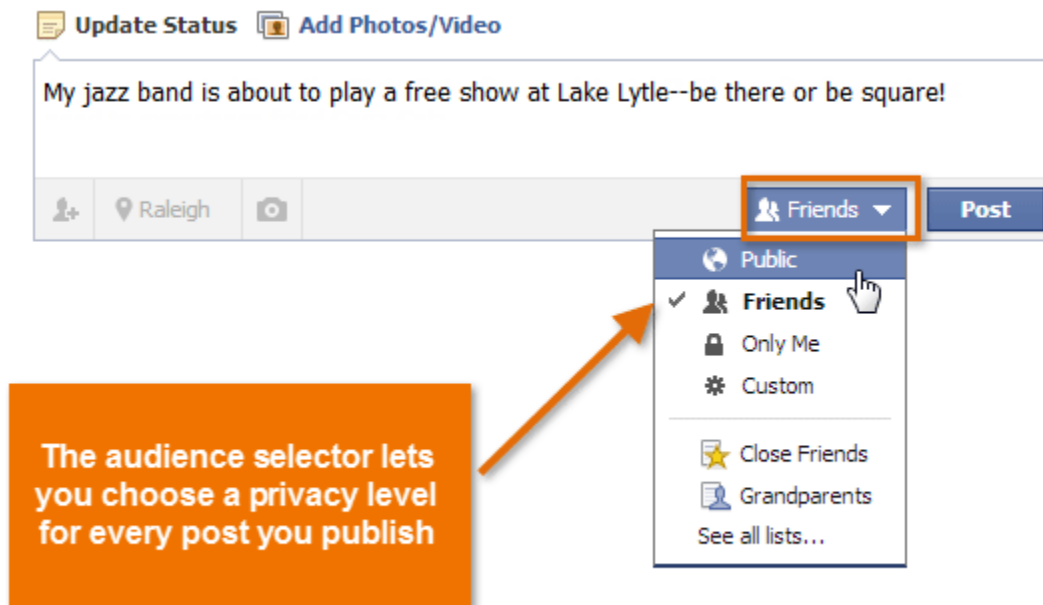 Update Status Add Photos/Video
My jazz band is about to play a free show at Lake Lytle--be there or be square!
Raleigh Friends Post
Public
Friends
Only Me
Custom
Close Friends
Grandparents
See all lists...
The audience selector lets
you choose a privacy level
for every post you publish